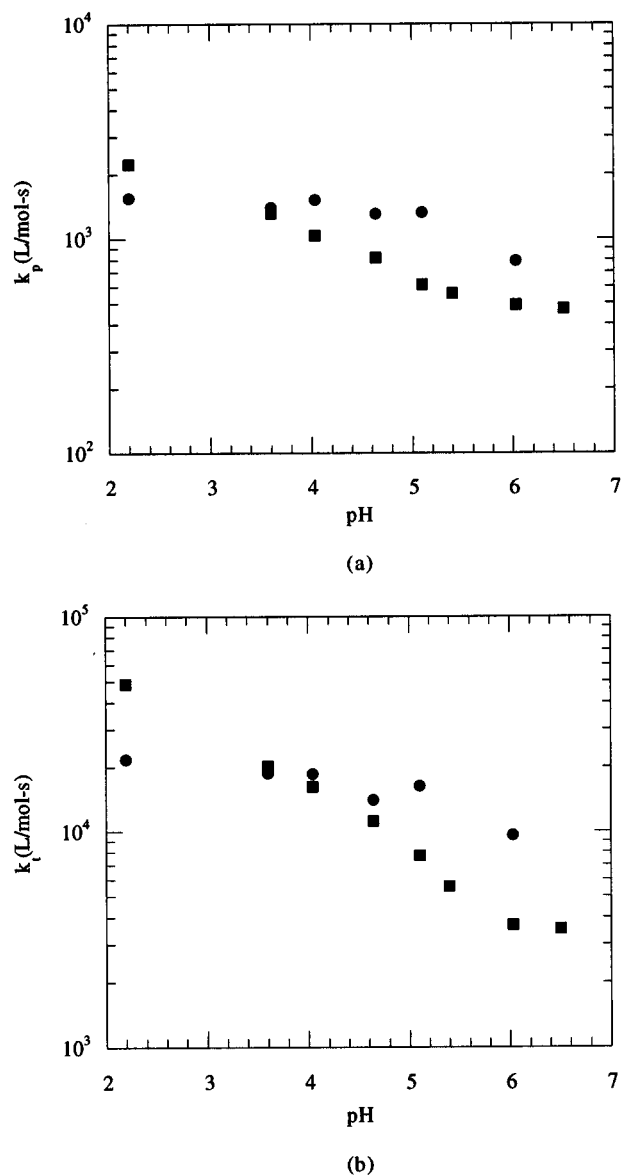 10⁴
10³
10²
k_p (L/mol-s)
2 3 4 5 6 7
pH
(a)
10⁵
10⁴
10³
k_t (L/mol-s)
2 3 4 5 6 7
pH
(b)